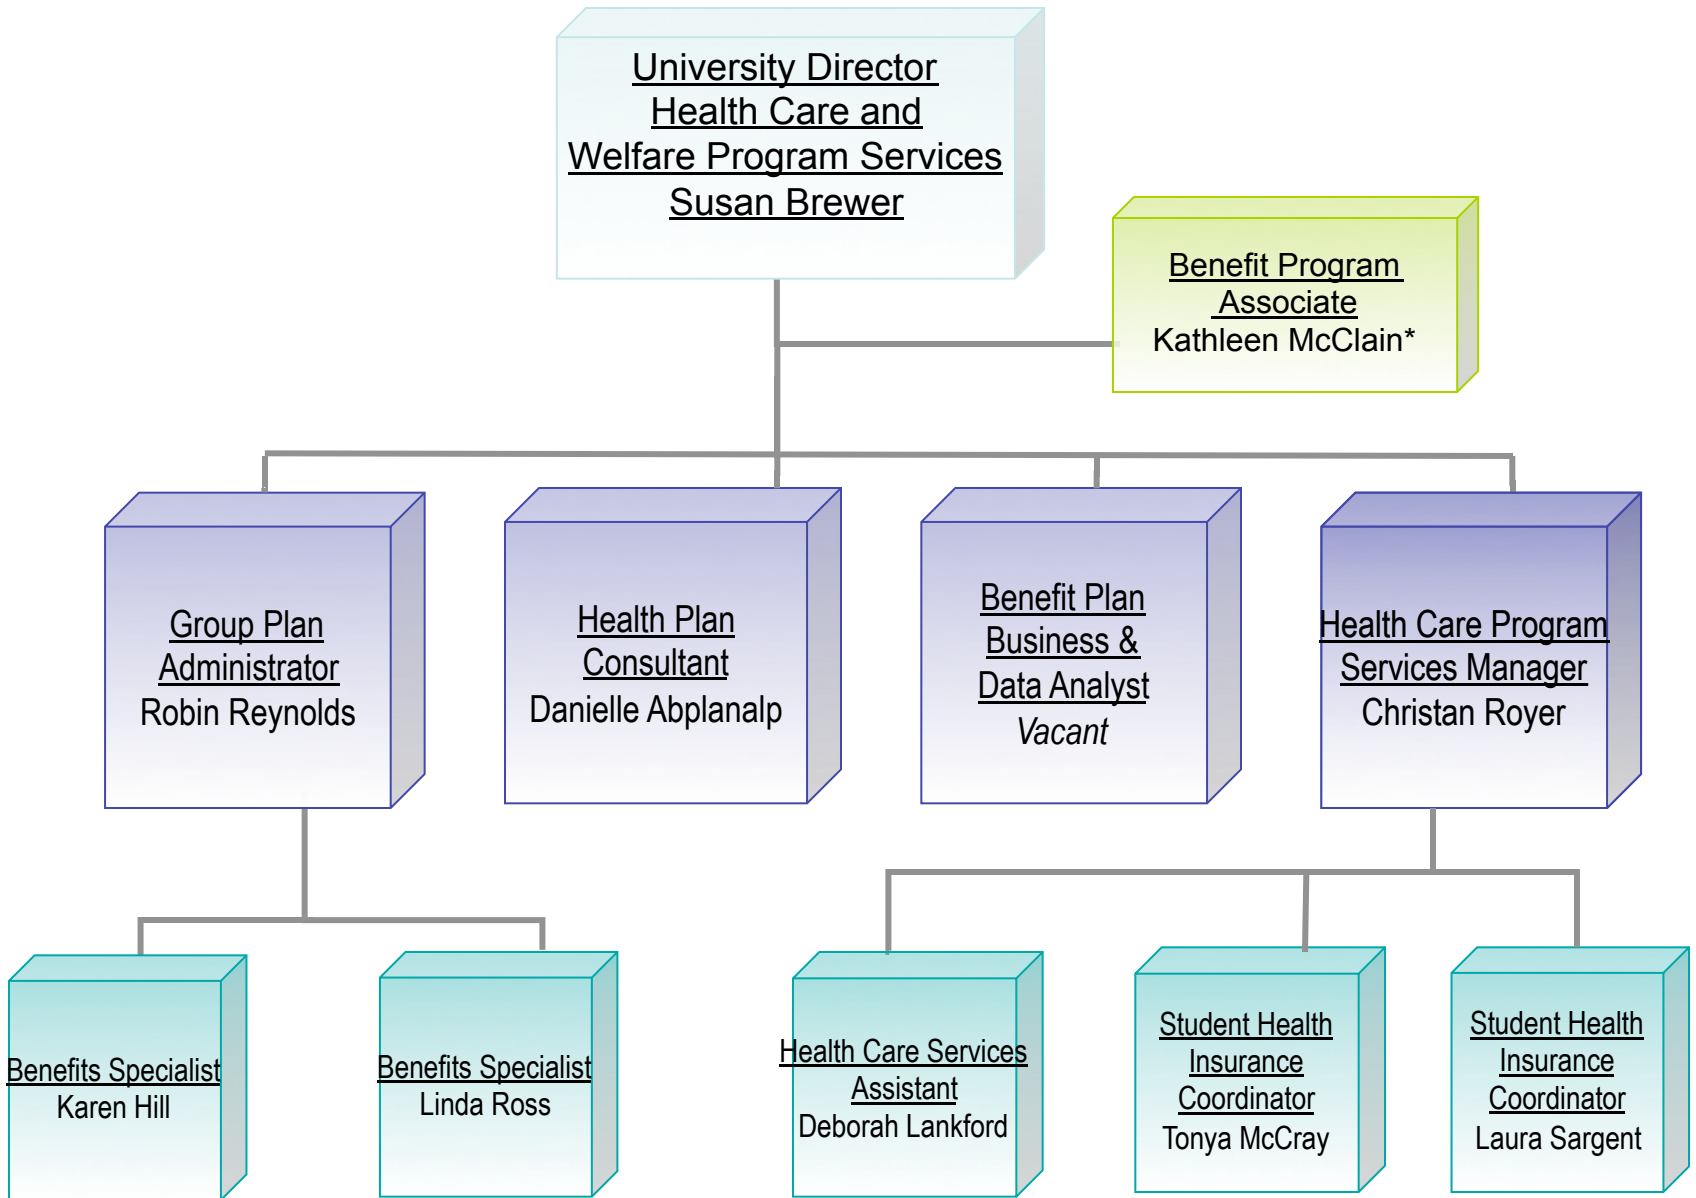 University Director
Health Care and
Welfare Program Services
Susan Brewer
Benefit Program
Associate
Kathleen McClain*
Group Plan
Administrator
Robin Reynolds
Health Plan
Consultant
Danielle Abplanalp
Benefit Plan
Business &
Data Analyst
Vacant
Health Care Program
Services Manager
Christan Royer
Benefits Specialist
Karen Hill
Benefits Specialist
Linda Ross
Health Care Services
Assistant
Deborah Lankford
Student Health
Insurance
Coordinator
Tonya McCray
Student Health
Insurance
Coordinator
Laura Sargent